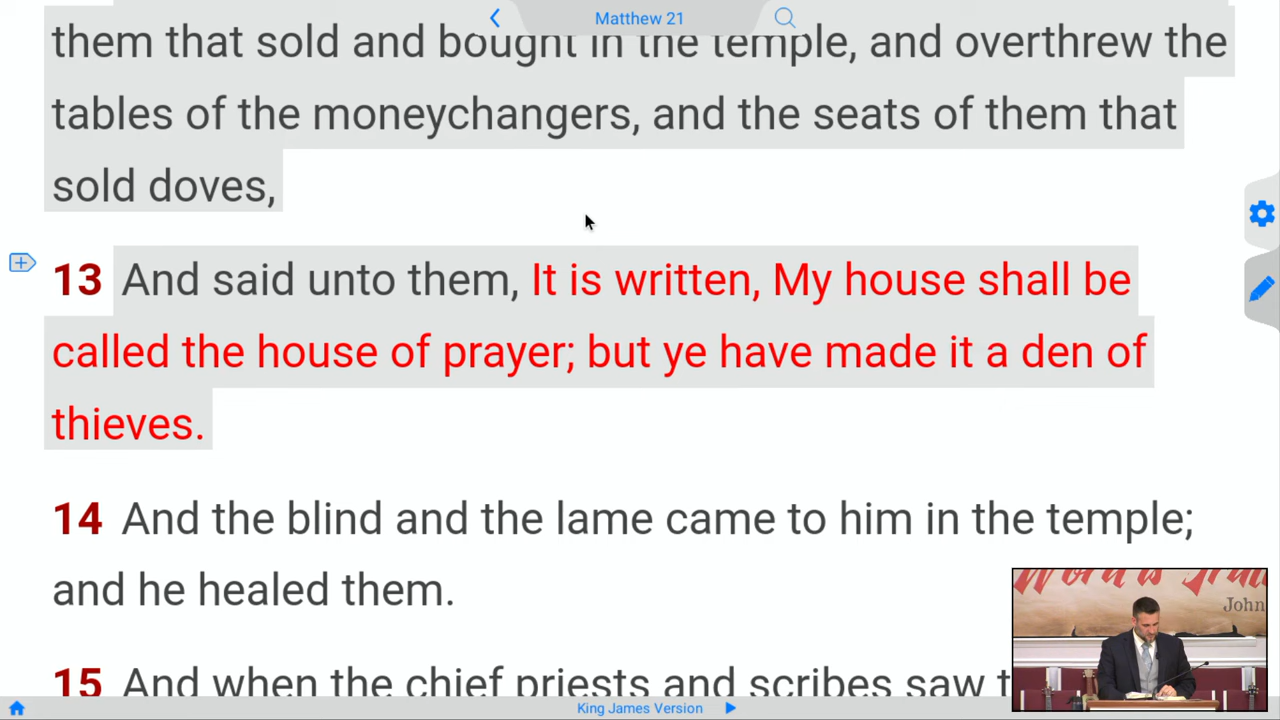 Matthew 21
them that sold and bought in the temple, and overthrew the
tables of the moneychangers, and the seats of them that
sold doves,
13 And said unto them, It is written, My house shall be
called the house of prayer; but ye have made it a den of
thieves.
14 And the blind and the lame came to him in the temple;
and he healed them.
15 And when the chief priests and scribes saw
Word is
John
King James Version